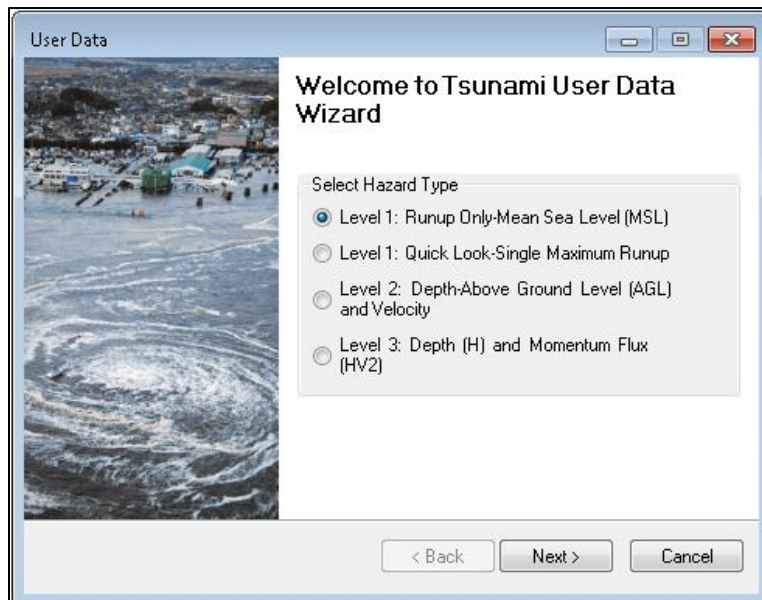 User Data
Welcome to Tsunami User Data
Wizard
Select Hazard Type
Level 1: Runup Only-Mean Sea Level (MSL)
Level 1: Quick Look-Single Maximum Runup
Level 2: Depth-Above Ground Level (AGL)
and Velocity
Level 3: Depth (H) and Momentum Flux
(HV2)
< Back
Next >
Cancel